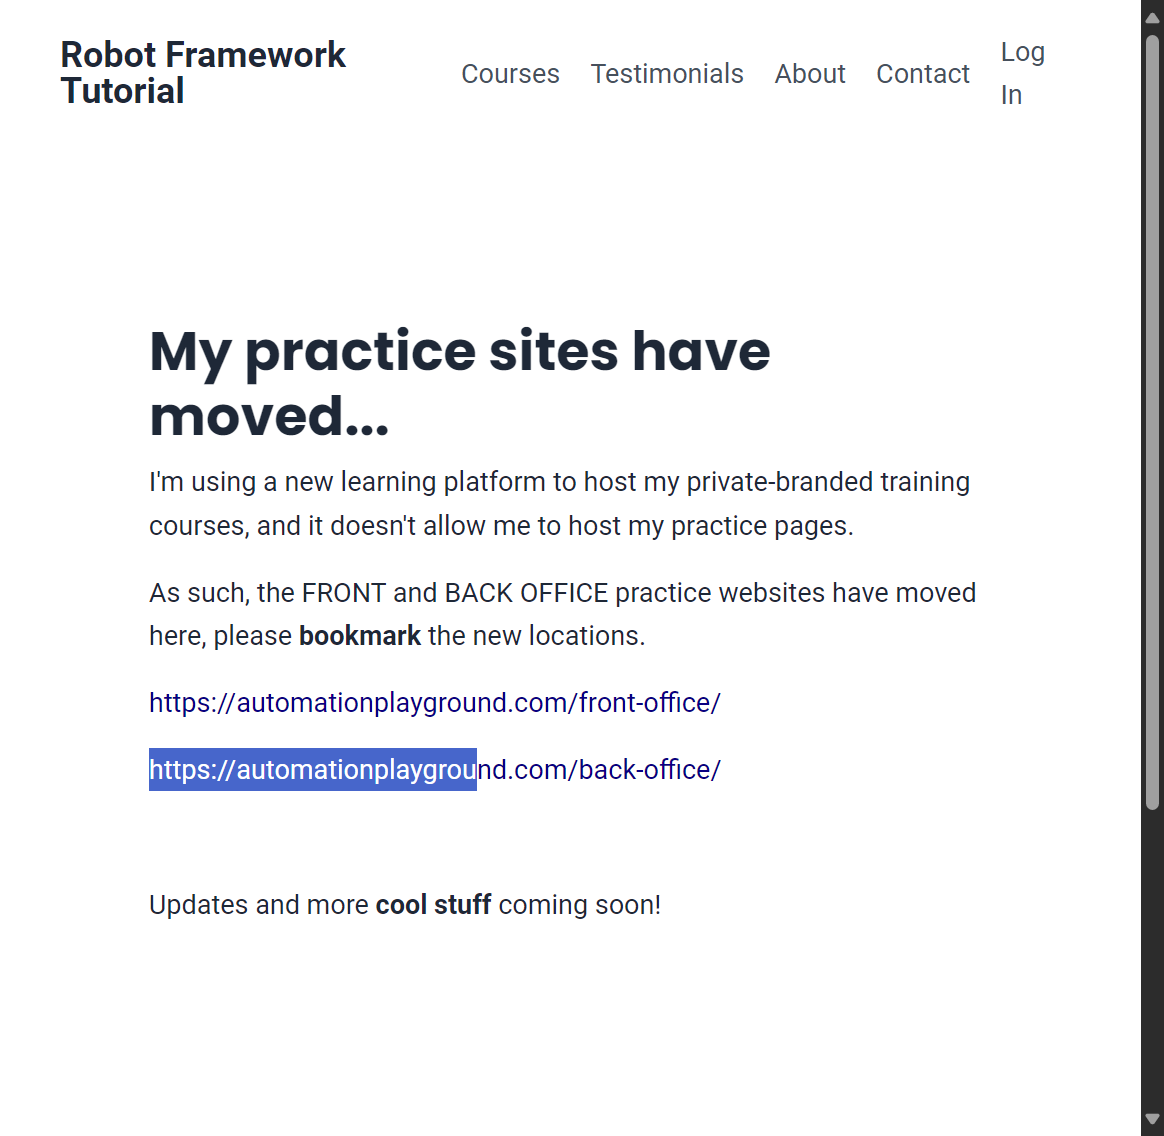 Robot Framework
Tutorial
Courses Testimonials About Contact Log
In
My practice sites have
moved...
I'm using a new learning platform to host my private-branded training
courses, and it doesn't allow me to host my practice pages.
As such, the FRONT and BACK OFFICE practice websites have moved
here, please bookmark the new locations.
https://automationplayground.com/front-office/
https://automationplayground.com/back-office/
Updates and more cool stuff coming soon!